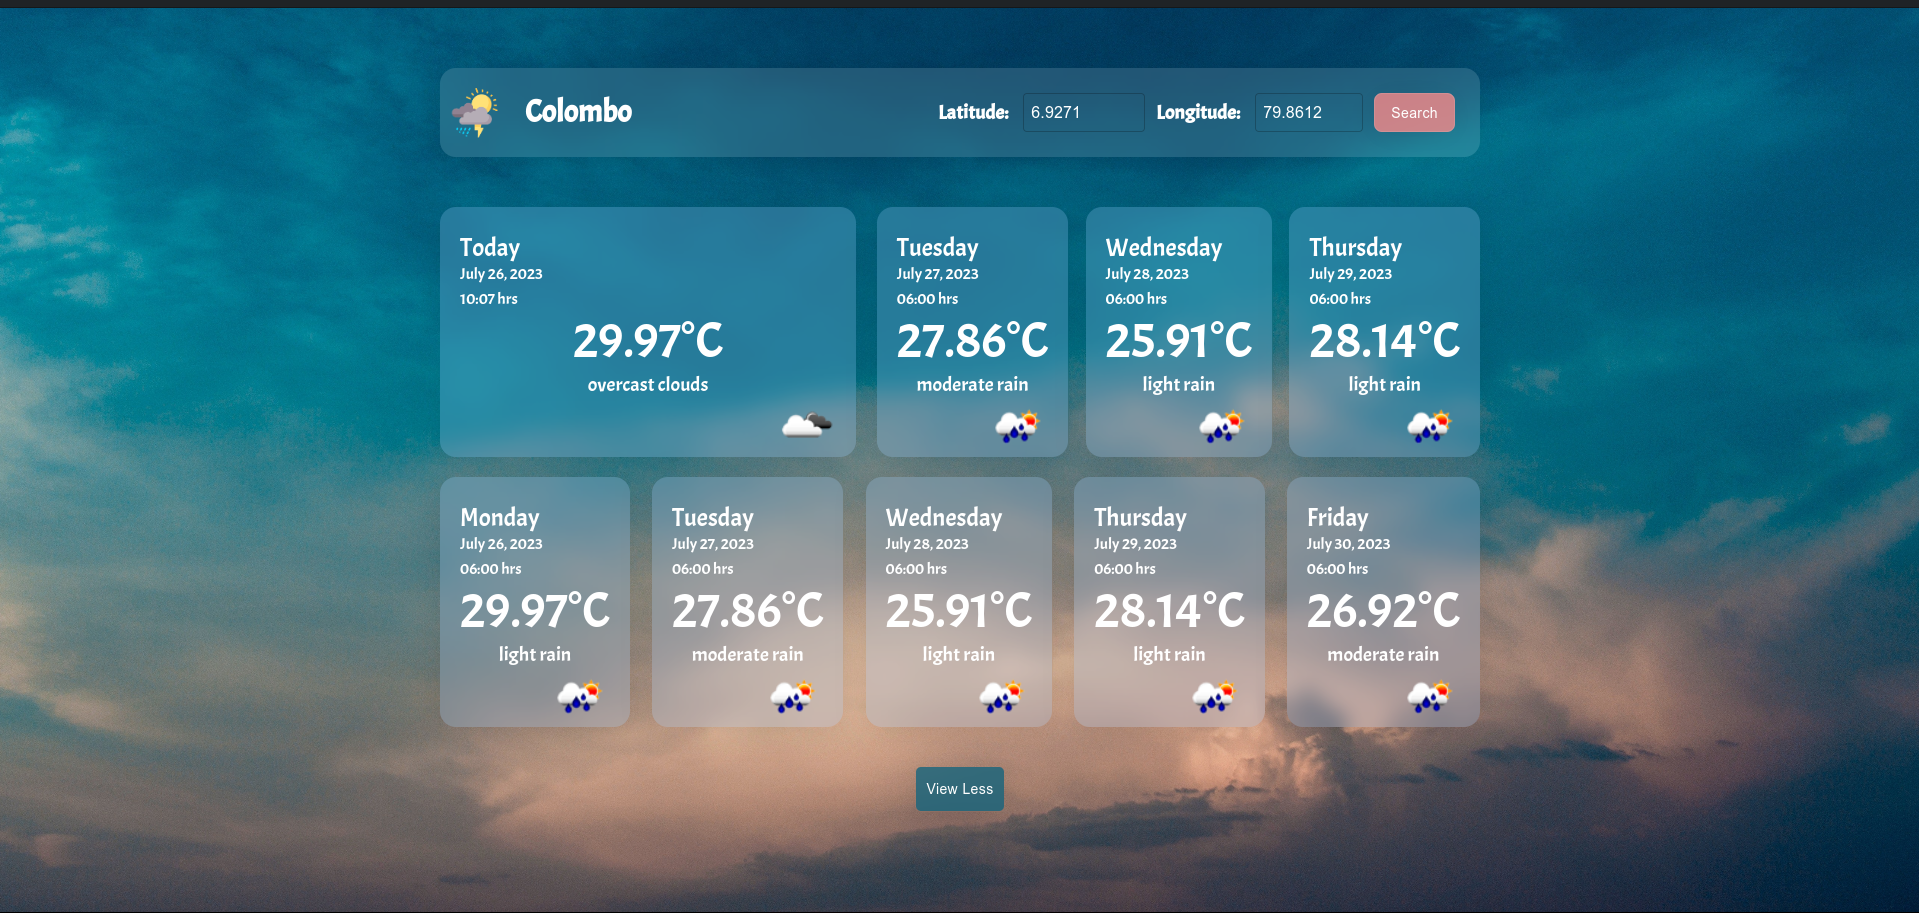 Colombo
Latitude: 6.9271 Longitude: 79.8612 Search
Today
July 26, 2023
10:07 hrs
29.97°C
overcast clouds
Tuesday
July 27, 2023
06:00 hrs
27.86°C
moderate rain
Wednesday
July 28, 2023
06:00 hrs
25.91°C
light rain
Thursday
July 29, 2023
06:00 hrs
28.14°C
light rain
Monday
July 26, 2023
06:00 hrs
29.97°C
light rain
Tuesday
July 27, 2023
06:00 hrs
27.86°C
moderate rain
Wednesday
July 28, 2023
06:00 hrs
25.91°C
light rain
Thursday
July 29, 2023
06:00 hrs
28.14°C
light rain
Friday
July 30, 2023
06:00 hrs
26.92°C
moderate rain
View Less